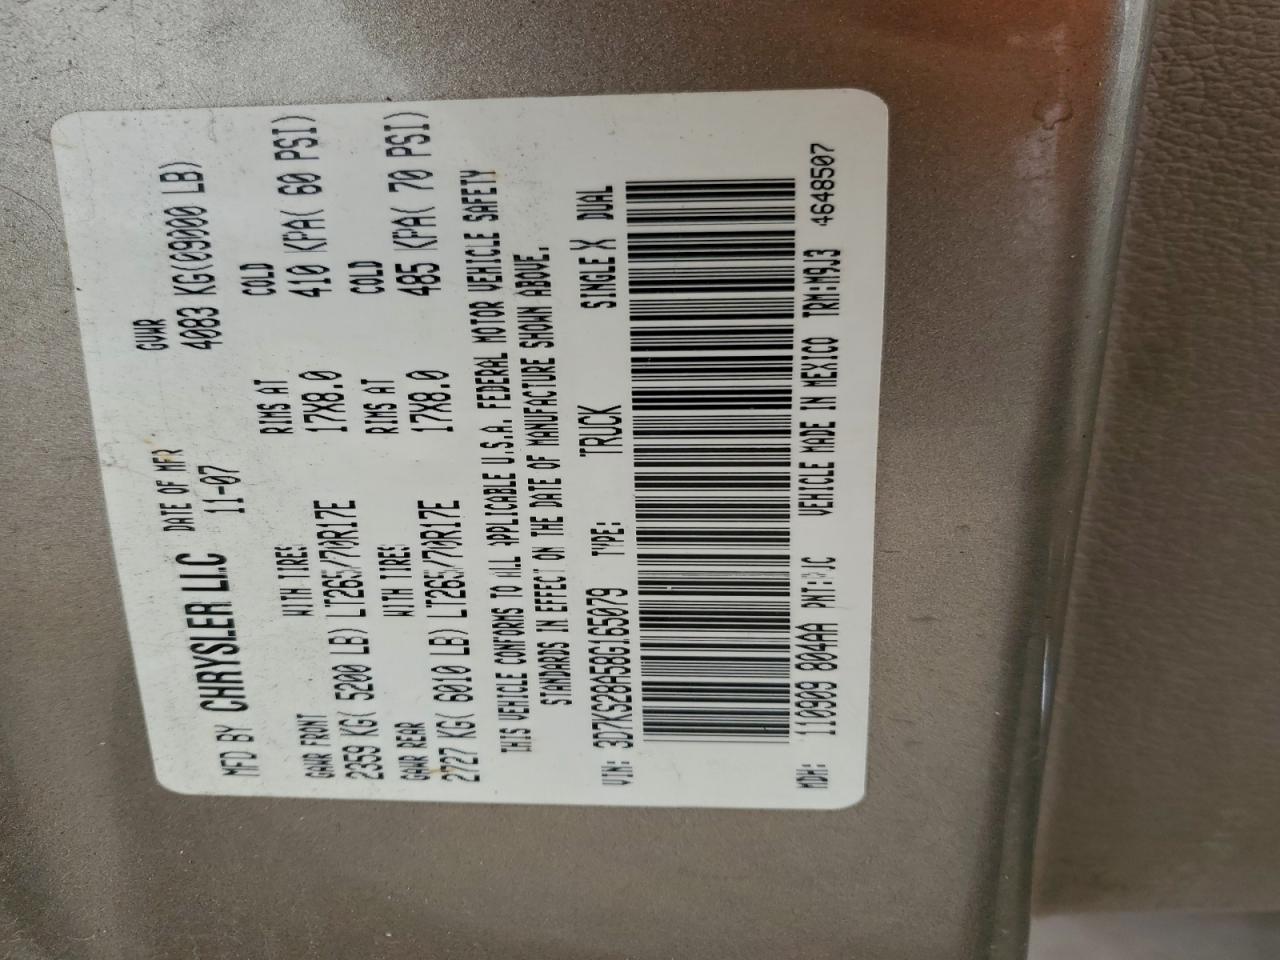 MFD BY CHRYSLER LLC DATE OF MFR 11-07 GVWR 4083 KG(09000 LB)
GAWR FRONT WITH TIRES RIMS AT COLD
2359 KG( 5200 LB) LT265/70R17E 17X8.0 410 KPA( 60 PSI)
GAWR REAR WITH TIRES RIMS AT COLD
2727 KG( 6010 LB) LT265/70R17E 17X8.0 485 KPA( 70 PSI)
THIS VEHICLE CONFORMS TO ALL APPLICABLE U.S.A. FEDERAL MOTOR VEHICLE SAFETY
STANDARDS IN EFFECT ON THE DATE OF MANUFACTURE SHOWN ABOVE.
VIN: 3D7KS28A58G165079 TYPE: TRUCK SINGLE X DUAL
MDH: 110909 804AA VEHICLE MADE IN MEXICO TRM:M9J3 4648507